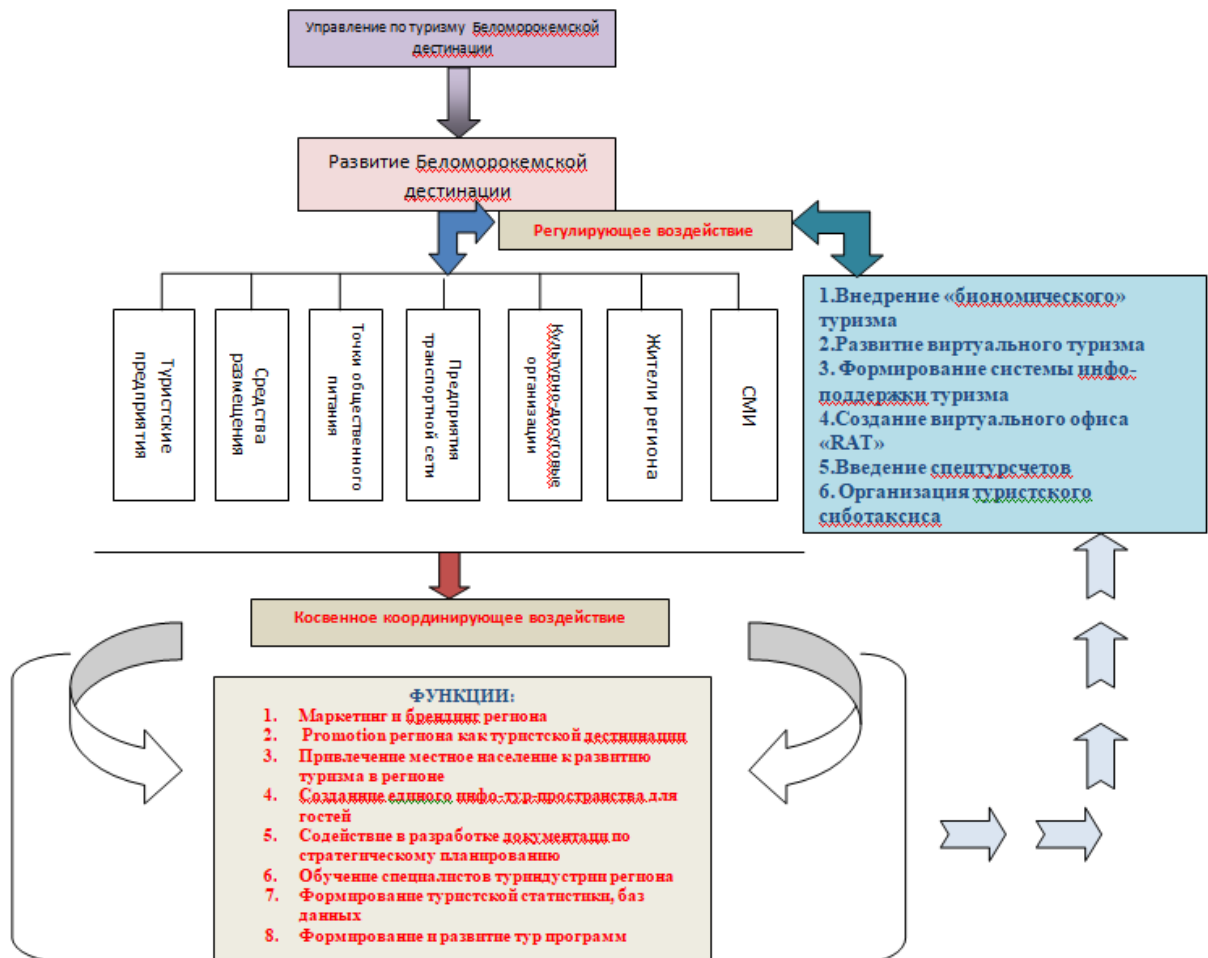 Управление по туризму Беломорокемской
дестинации
Развитие Беломорокемской
дестинации
Регулирующее воздействие
Туристские
предприятия
Средства
размещения
Точки общественного
питания
Предприятия
транспортной сети
Культурно-досуговые
организации
Жители региона
СМИ
1.Внедрение «биономического»
туризма
2.Развитие виртуального туризма
3. Формирование системы инфо-
поддержки туризма
4.Создание виртуального офиса
«RAT»
5.Введение спецтурсчетов
6. Организация туристского
сиботаксиса
Косвенное координирующее воздействие
ФУНКЦИИ:
1. Маркетинг и брендинг региона
2. Promotion региона как туристской дестнинации
3. Привлечение местное население к развитию
туризма в регионе
4. Созданние единого инфо-тур-пространства для
гостей
5. Содействие в разработке документаци по
стратегическому планированию
6. Обучение специалистов туриндустрии региона
7. Формирование туристской статистики, баз
данных
8. Формирование и развитие тур программ